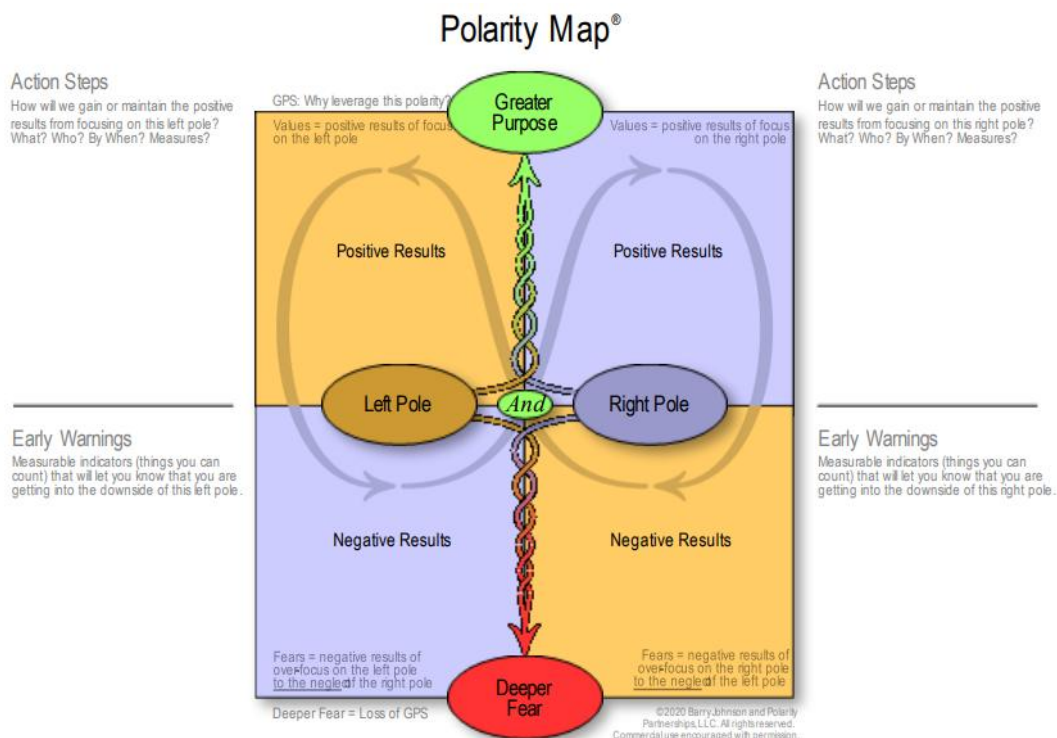 Polarity Map®
Action Steps
How will we gain or maintain the positive
results from focusing on this left pole?
What? Who? By When? Measures?
GPS: Why leverage this polarity?
Values = positive results of focus
on the left pole
Greater
Purpose
Values = positive results of focus
on the right pole
Action Steps
How will we gain or maintain the positive
results from focusing on this right pole?
What? Who? By When? Measures?
Positive Results
Positive Results
Left Pole
And
Right Pole
Early Warnings
Measurable indicators (things you can
count) that will let you know that you are
getting into the downside of this left pole.
Early Warnings
Measurable indicators (things you can
count) that will let you know that you are
getting into the downside of this right pole.
Negative Results
Negative Results
Fears = negative results of
over-focus on the left pole
to the neglect of the right pole
Fears = negative results of
over-focus on the right pole
to the neglect of the left pole
Deeper
Fear
Deeper Fear = Loss of GPS
©2020 Barry Johnson and Polarity
Partnerships, LLC. All rights reserved.
Commercial use encouraged with permission.